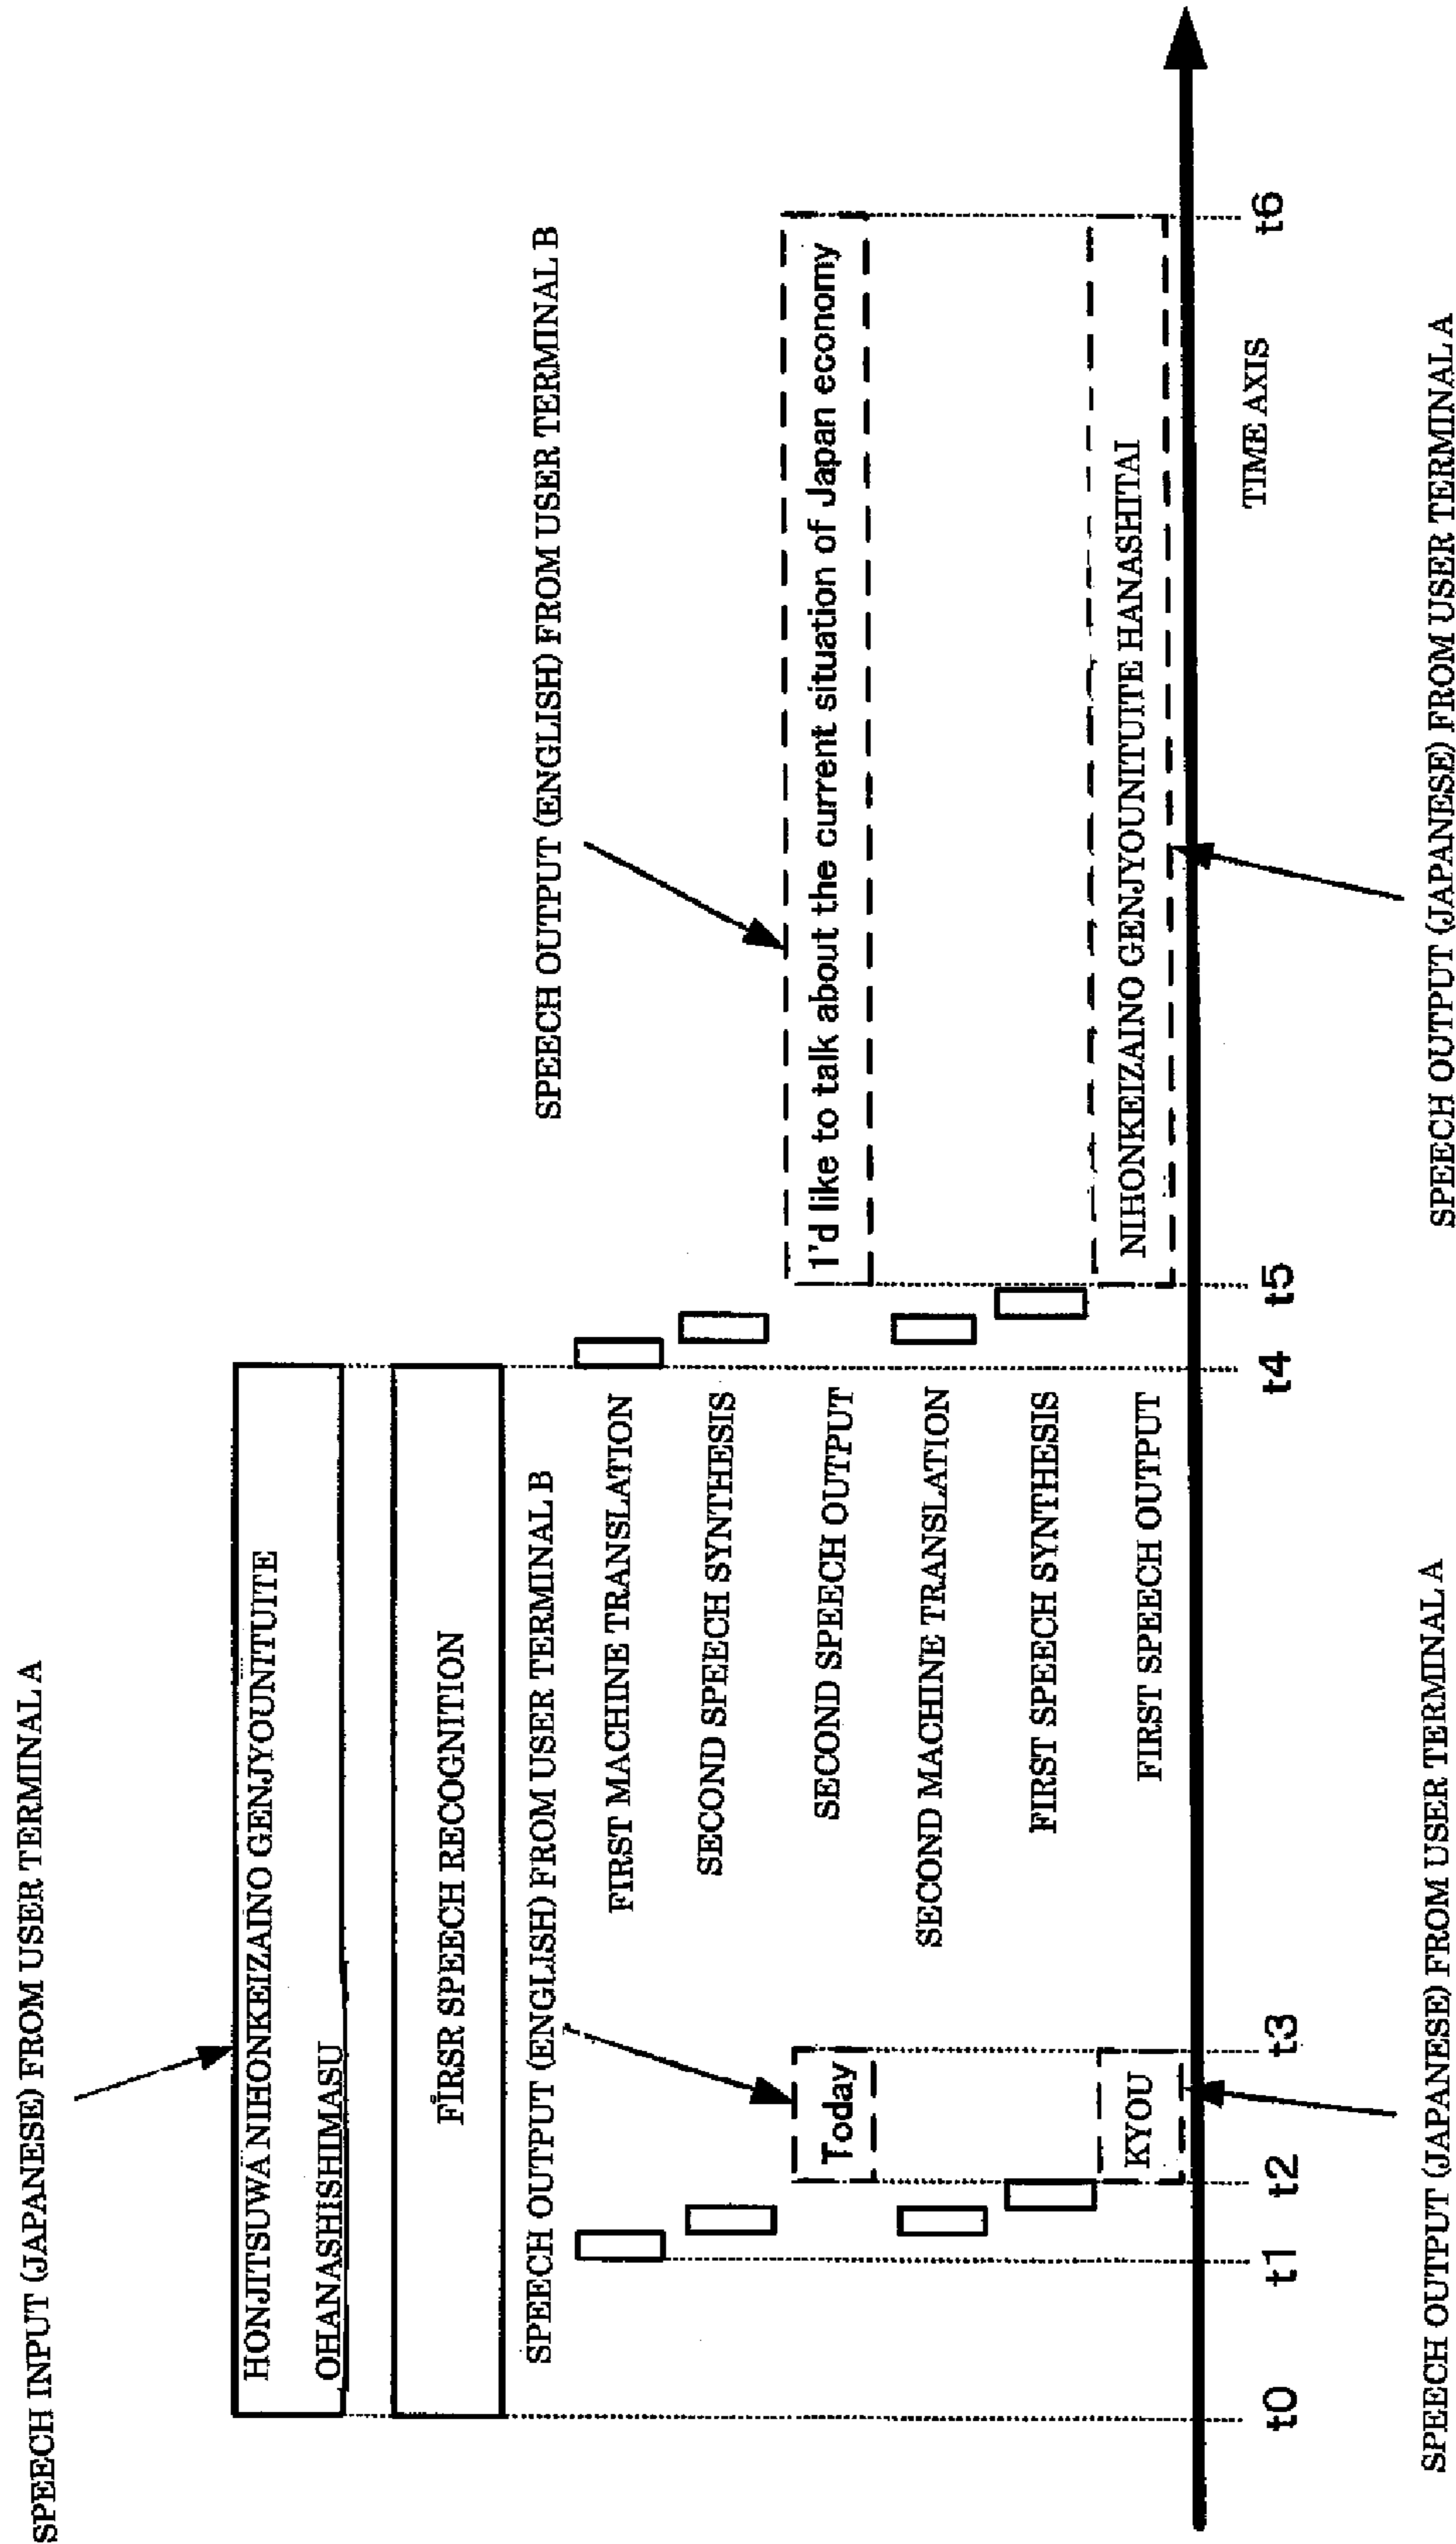 SPEECH INPUT (JAPANESE) FROM USER TERMINAL A
HONJITSUWA NIHONKEIZAINO GENJYOUNITUITE
OHANASHISHIMASU
FIRSR SPEECH RECOGNITION
SPEECH OUTPUT (ENGLISH) FROM USER TERMINAL B
SPEECH OUTPUT (ENGLISH) FROM USER TERMINAL B
FIRST MACHINE TRANSLATION
SECOND SPEECH SYNTHESIS
Today
SECOND SPEECH OUTPUT
I'd like to talk about the current situation of Japan economy
SECOND MACHINE TRANSLATION
FIRST SPEECH SYNTHESIS
KYOU
FIRST SPEECH OUTPUT
NIHONKEIZAINO GENJYOUNITUITE HANASHITAI
t0
t1
t2
t3
t4
t5
t6
TIME AXIS
SPEECH OUTPUT (JAPANESE) FROM USER TERMINAL A
SPEECH OUTPUT (JAPANESE) FROM USER TERMINAL A